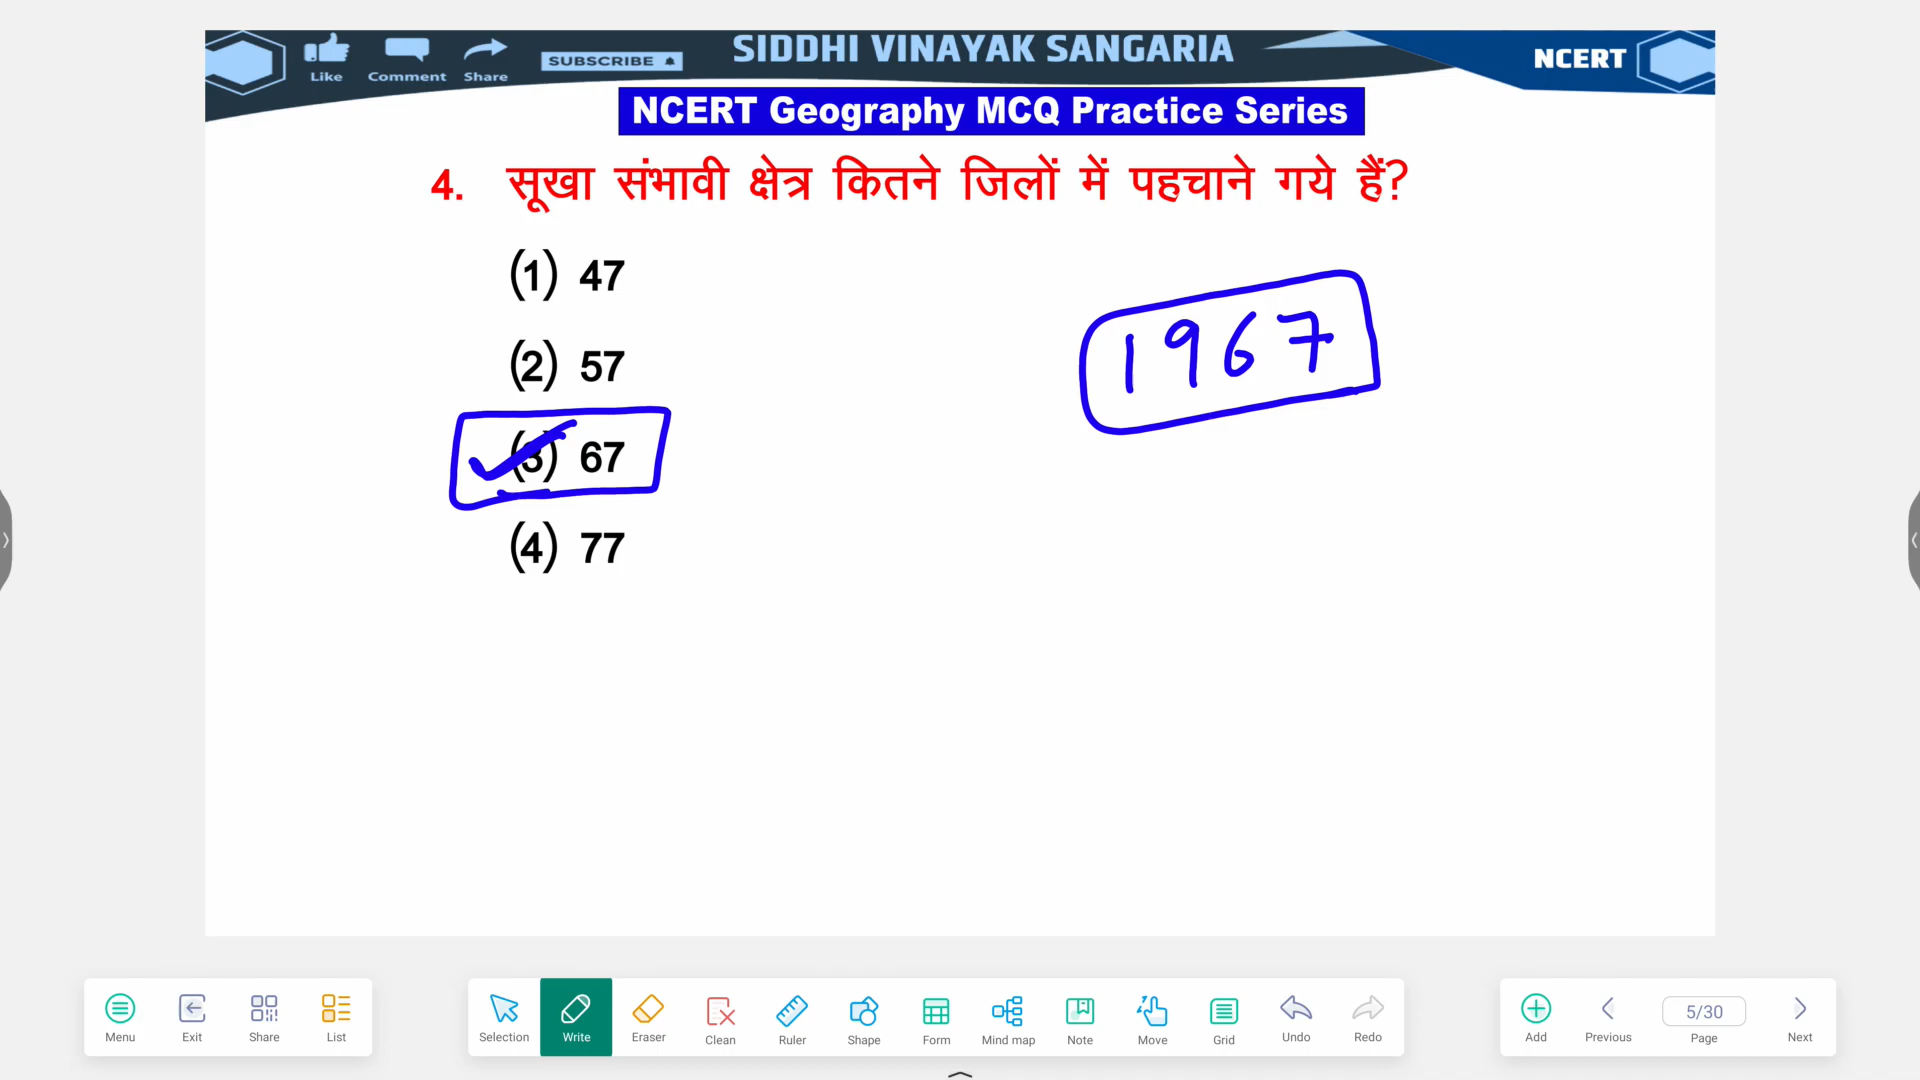 SIDDHI VINAYAK SANGARIA
Like Comment Share SUBSCRIBE
NCERT
NCERT Geography MCQ Practice Series
4. सूखा संभावी क्षेत्र कितने जिलों में पहचाने गये हैं?
(1) 47
1967
(2) 57
(3) 67
(4) 77
Menu Exit Share List
Selection Write Eraser Clean Ruler Shape Form Mind map Note Move Grid Undo Redo
Add Previous 5/30 Page Next